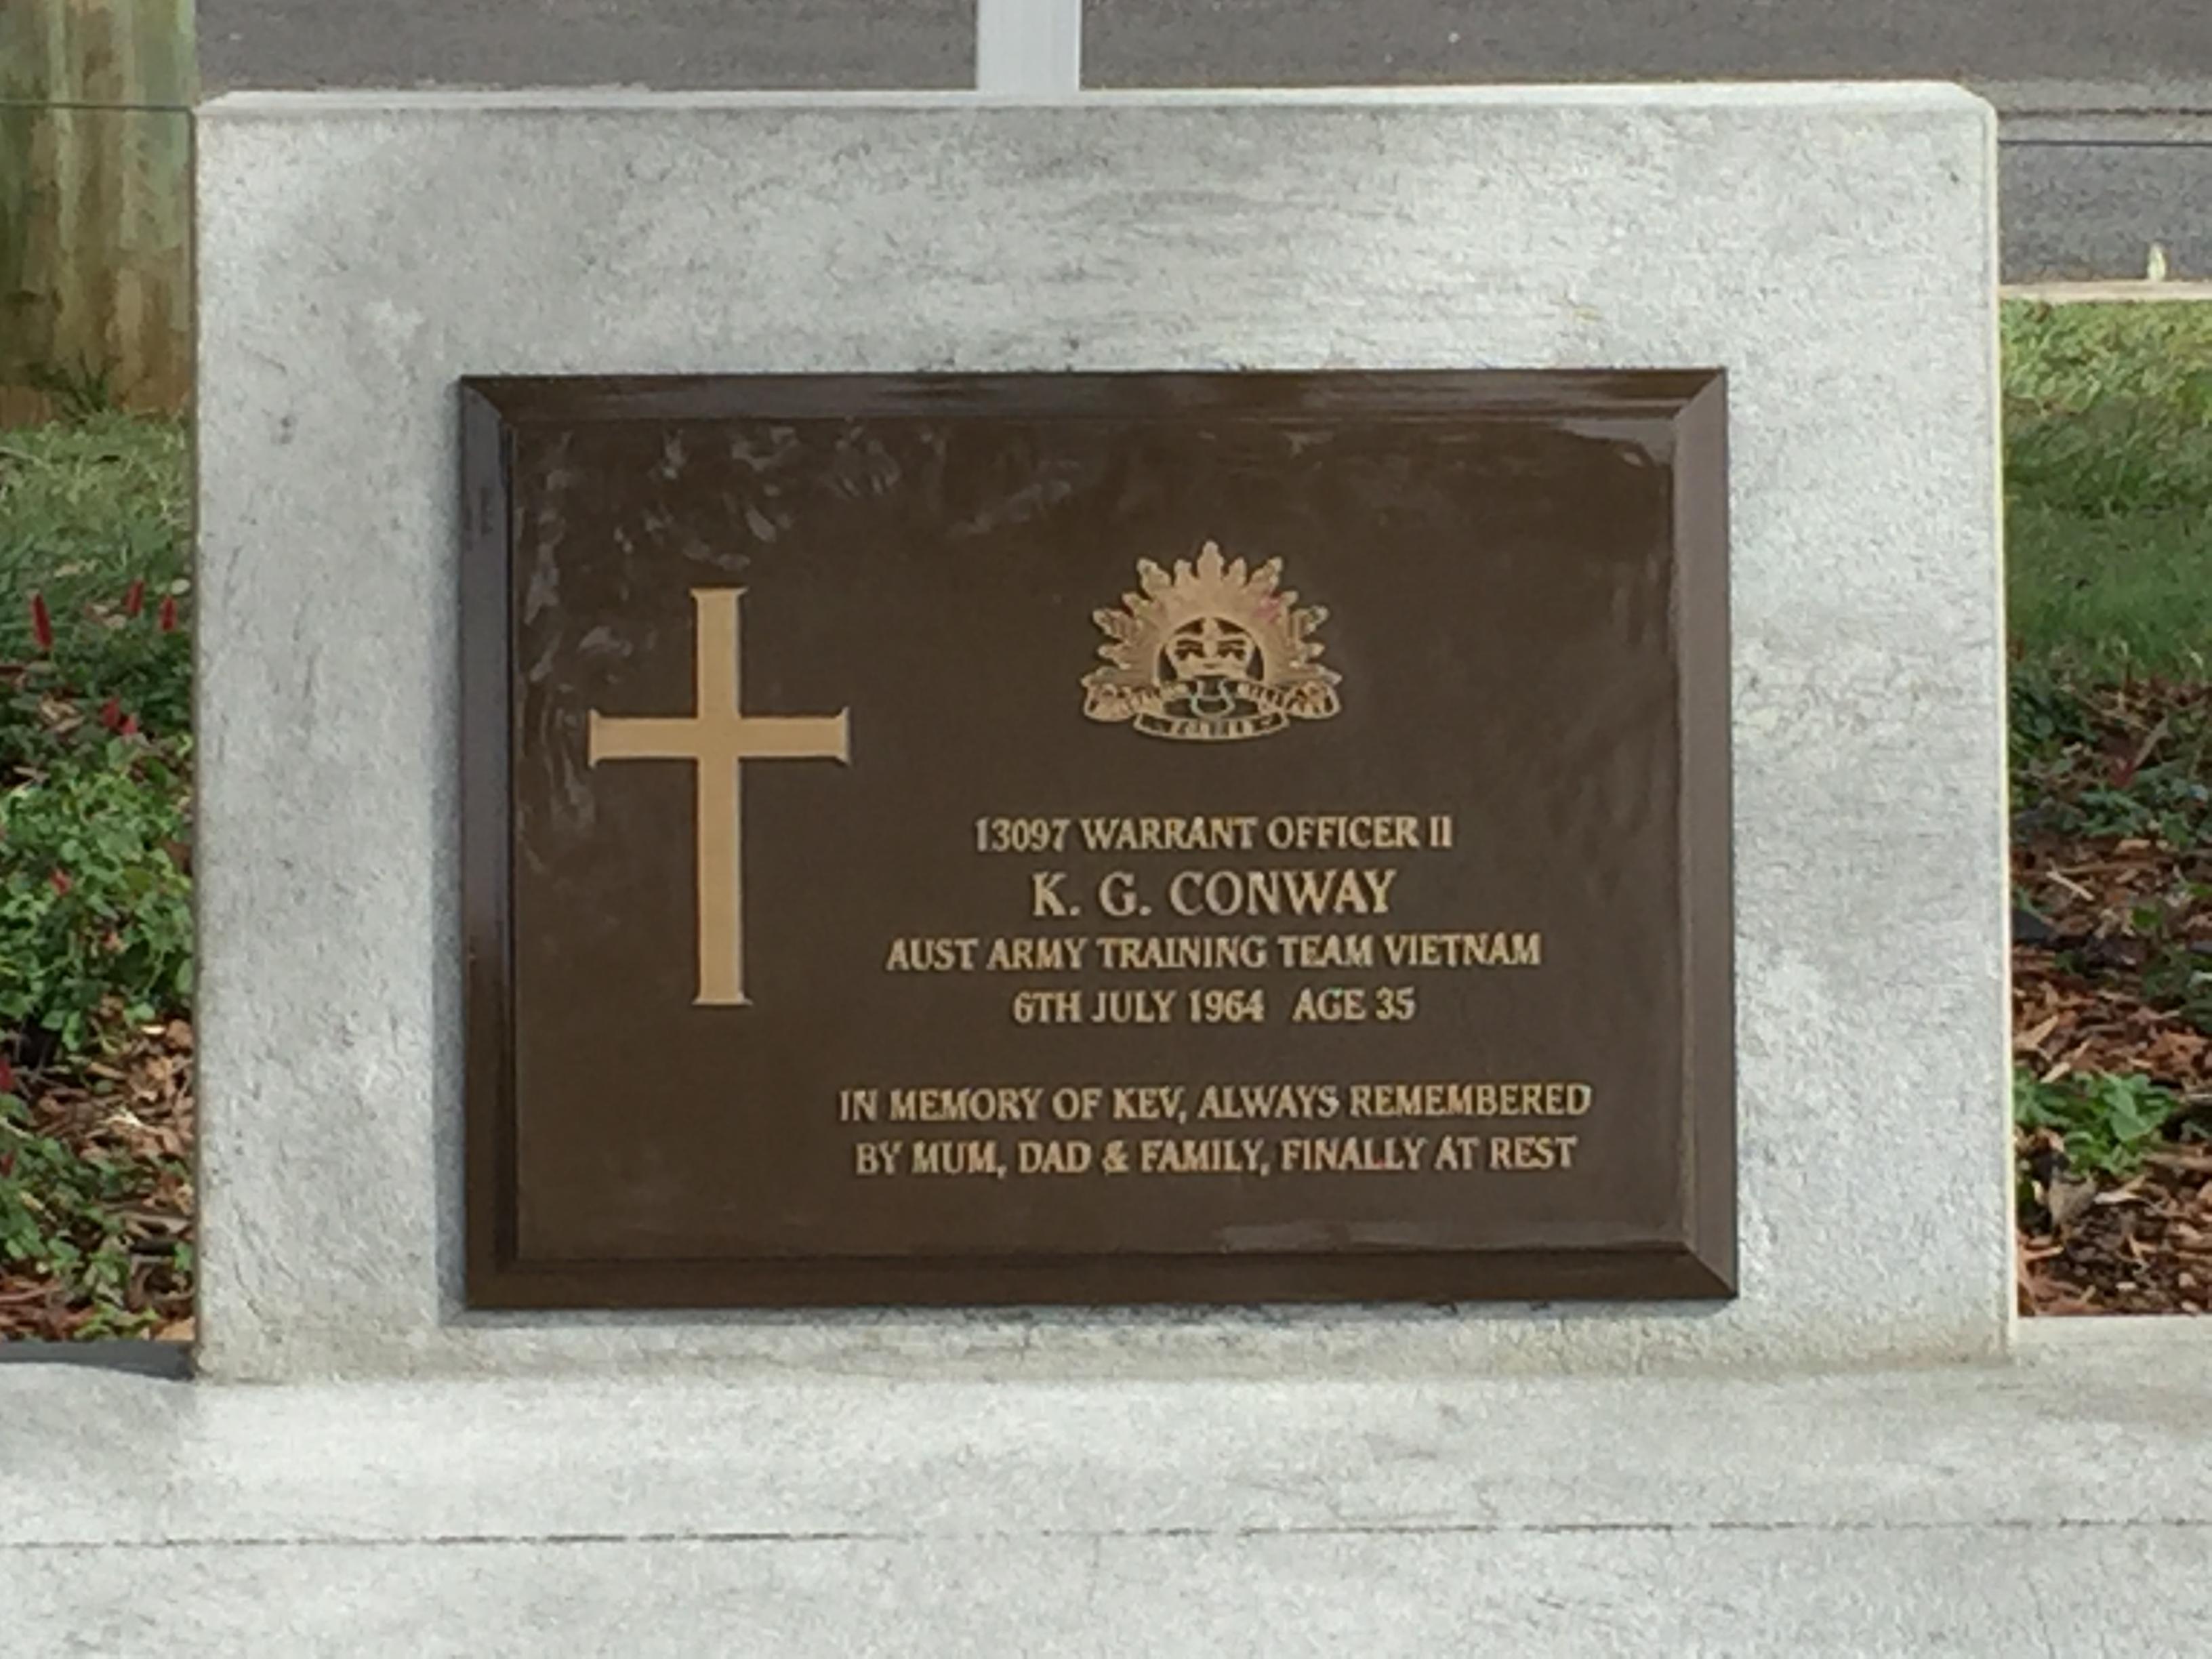 13097 WARRANT OFFICER II
K. G. CONWAY
AUST ARMY TRAINING TEAM VIETNAM
6TH JULY 1964 AGE 35
IN MEMORY OF KEV, ALWAYS REMEMBERED
BY MUM, DAD & FAMILY, FINALLY AT REST